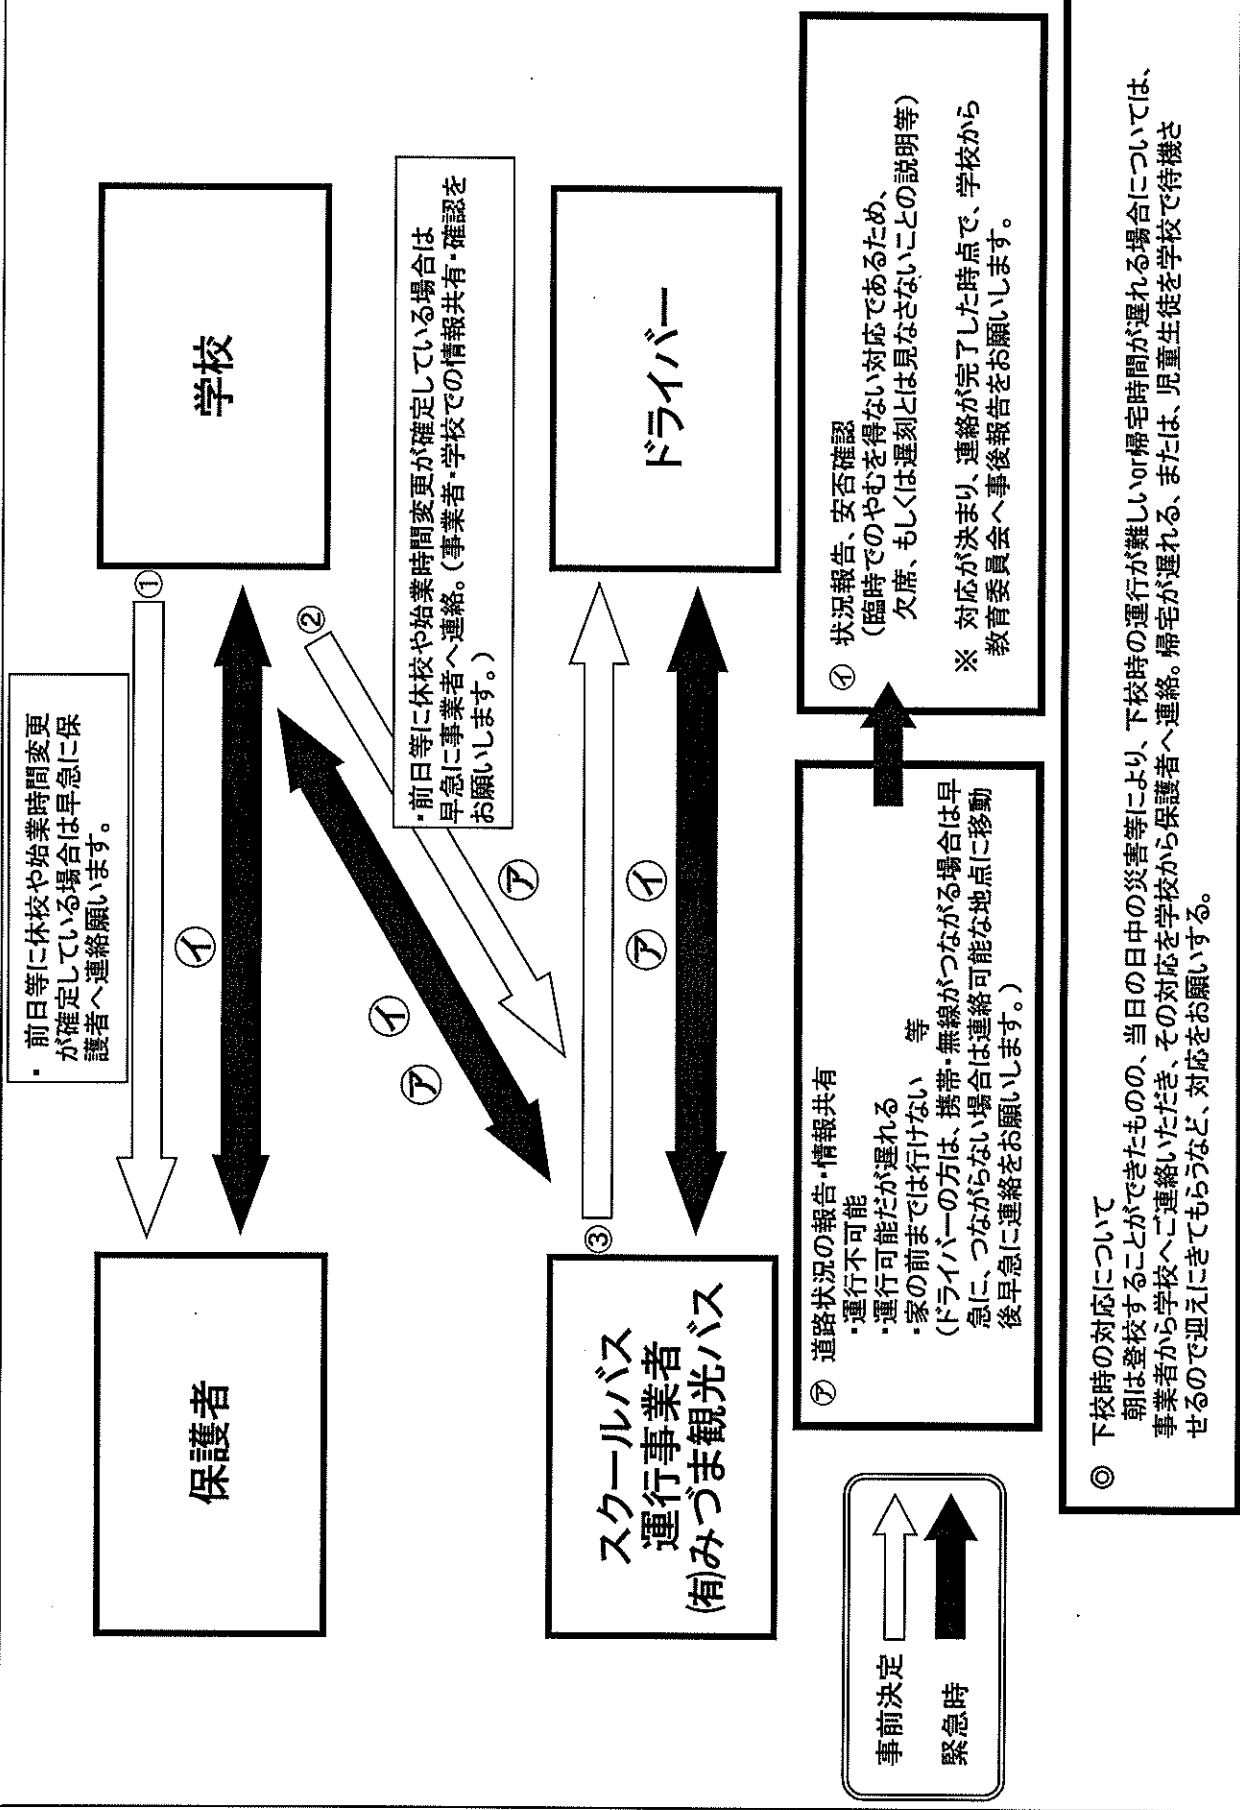 ・ 前日等に休校や始業時間変更
が確定している場合は早急に保
護者へ連絡願います。
保護者
①
学校
㋑
②
㋐ ㋑
・前日等に休校や始業時間変更が確定している場合は
早急に事業者へ連絡。（事業者・学校での情報共有・確認を
お願いします。）
㋐
スクールバス
運行事業者
(有)みづま観光バス
③
㋐ ㋑
ドライバー
㋐ 道路状況の報告・情報共有
・運行不可能
・運行可能だが遅れる
・家の前までは行けない 等
（ドライバーの方は、携帯・無線がつながる場合は早
急に、つながらない場合は連絡可能な地点に移動
後早急に連絡をお願いします。）
㋑ 状況報告、安否確認
（臨時でのやむを得ない対応であるため、
欠席、もしくは遅刻とは見なさないことの説明等）
※ 対応が決まり、連絡が完了した時点で、学校から
教育委員会へ事後報告をお願いします。
事前決定
緊急時
◎ 下校時の対応について
朝は登校することができたものの、当日の日中の災害等により、下校時の運行が難しいor帰宅時間が遅れる場合については、
事業者から学校へご連絡いただき、その対応を学校から保護者へ連絡。帰宅が遅れる、または、児童生徒を学校で待機さ
せるので迎えにきてもらうなど、対応をお願いする。